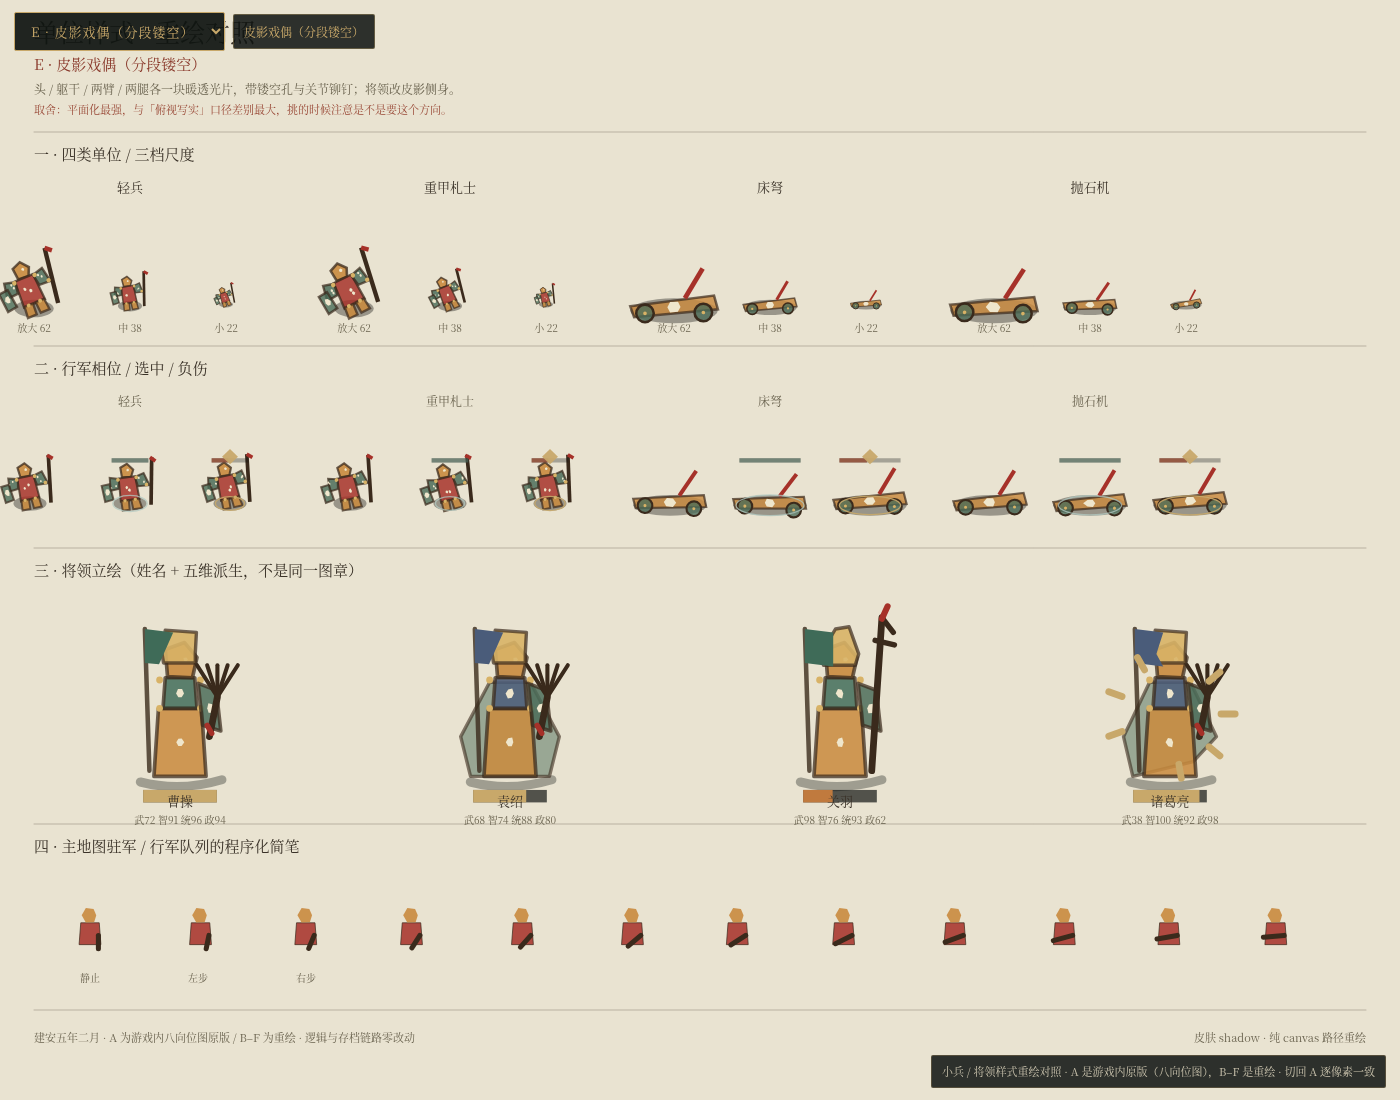 E · 皮影戏偶（分段镂空）
皮影戏偶（分段镂空）
E · 皮影戏偶（分段镂空）
头 / 躯干 / 两臂 / 两腿各一块暖透光片，带镂空孔与关节铆钉；将领改皮影侧身。
取舍：平面化最强，与「俯视写实」口径差别最大，挑的时候注意是不是要这个方向。
一 · 四类单位 / 三档尺度
轻兵 重甲札士 床弩 抛石机
放大 62 中 38 小 22 放大 62 中 38 小 22 放大 62 中 38 小 22 放大 62 中 38 小 22
二 · 行军相位 / 选中 / 负伤
轻兵 重甲札士 床弩 抛石机
三 · 将领立绘（姓名 + 五维派生，不是同一图章）
曹操 袁绍 关羽 诸葛亮
武72 智91 统96 政94 武68 智74 统88 政80 武98 智76 统93 政62 武38 智100 统92 政98
四 · 主地图驻军 / 行军队列的程序化简笔
静止 左步 右步
建安五年二月 · A 为游戏内八向位图原版 / B–F 为重绘 · 逻辑与存档链路零改动
皮肤 shadow · 纯 canvas 路径重绘
小兵 / 将领样式重绘对照 · A 是游戏内原版（八向位图），B–F 是重绘 · 切回 A 逐像素一致